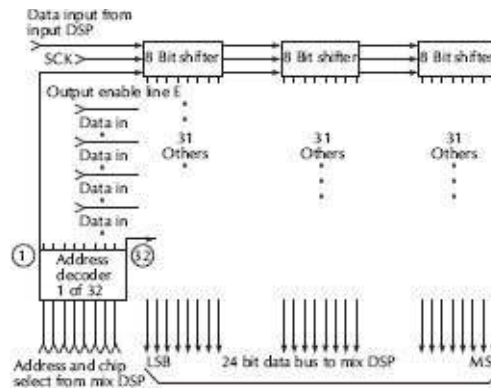 Data input from
input DSP
SCK
8 Bit shifter
8 Bit shifter
8 Bit shifter
Output enable line E
Data in
Data in
Data in
Data in
31
Others
31
Others
31
Others
1
32
Address
decoder
1 of 32
Address and chip
select from mix DSP
LSB
24 bit data bus to mix DSP
MS